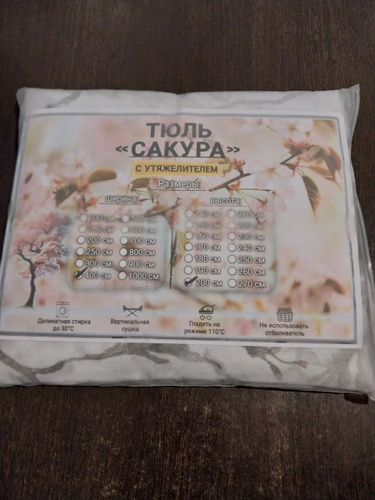 ТЮЛЬ
«САКУРА»
С УТЯЖЕЛИТЕЛЕМ
Размеры:
ширина: высота:
200 см 700 см
170 см 240 см
250 см 800 см
180 см 250 см
300 см 900 см
190 см 260 см
400 см 1000 см
200 см 270 см
Деликатная стирка
до 30°C
Вертикальная
сушка
Гладить на
режиме 110°C
Не использовать
отбеливатель